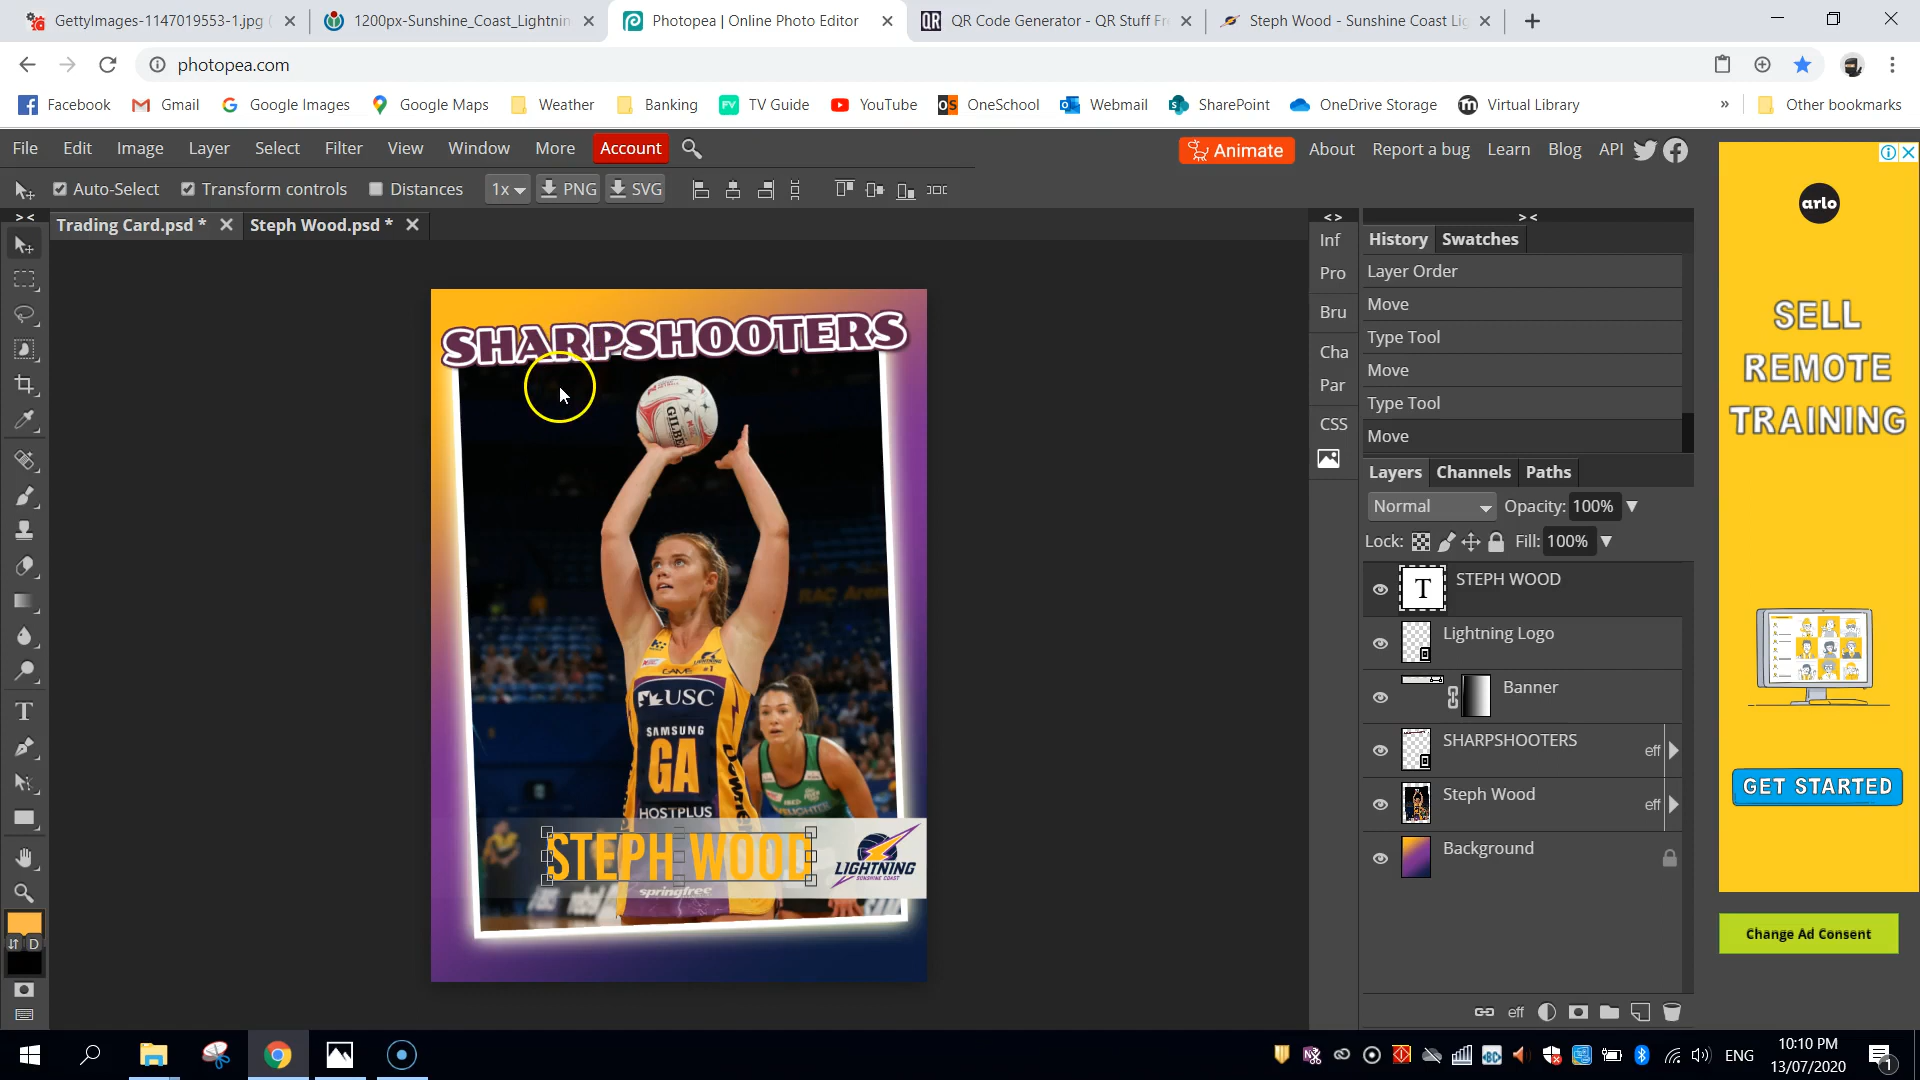 GettyImages-1147019553-1.jpg (
1200px-Sunshine_Coast_Lightnin
Photopea | Online Photo Editor
QR Code Generator - QR Stuff Fr
Steph Wood - Sunshine Coast Lig
photopea.com
Facebook
Gmail
Google Images
Google Maps
Weather
Banking
TV Guide
YouTube
OneSchool
Webmail
SharePoint
OneDrive Storage
Virtual Library
»
Other bookmarks
File Edit Image Layer Select Filter View Window More Account
Animate About Report a bug Learn Blog API
Auto-Select Transform controls Distances 1x PNG SVG
Trading Card.psd *
Steph Wood.psd *
SHARPSHOOTERS
GILBE
LIGHTNING
USC
SAMSUNG
GA
HOSTPLUS
STEPH WOOD
LIGHTNING
SUNSHINE COAST
springfree
Inf
Pro
Bru
Cha
Par
CSS
History Swatches
Layer Order
Move
Type Tool
Move
Type Tool
Move
Layers Channels Paths
Normal Opacity: 100%
Lock: Fill: 100%
T STEPH WOOD
Lightning Logo
Banner
SHARPSHOOTERS eff
Steph Wood eff
Background
eff
D
T
arlo
SELL
REMOTE
TRAINING
GET STARTED
Change Ad Consent
ENG
10:10 PM
13/07/2020
1